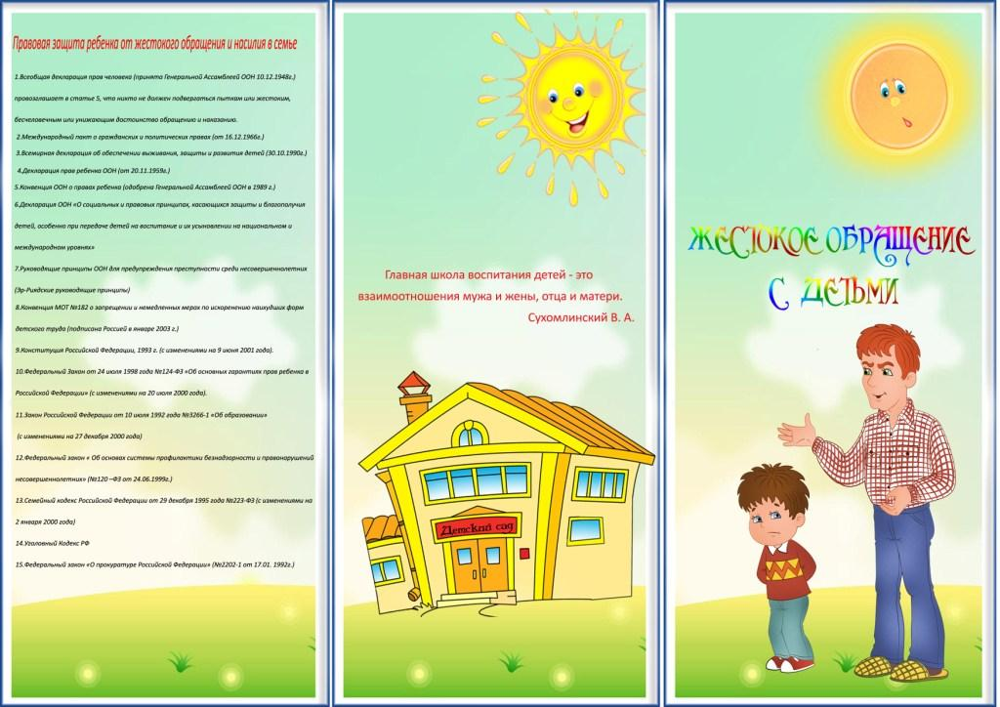 Правовая защита ребенка от жестокого обращения и насилия в семье
1.Всеобщая декларация прав человека (принята Генеральной Ассамблеей ООН 10.12.1948г.)
провозглашает в статье 5, что никто не должен подвергаться пыткам или жестоким,
бесчеловечным или унижающим достоинство обращению и наказанию.
2.Международный пакт о гражданских и политических правах (от 16.12.1966г.)
3.Всемирная декларация об обеспечении выживания, защиты и развития детей (30.10.1990г.)
4.Декларация прав ребенка ООН (от 20.11.1959г.)
5.Конвенция ООН о правах ребенка (одобрена Генеральной Ассамблеей ООН в 1989 г.)
6.Декларация ООН «О социальных и правовых принципах, касающихся защиты и благополучия
детей, особенно при передаче детей на воспитание и их усыновлении на национальном и
международном уровнях»
7.Руководящие принципы ООН для предупреждения преступности среди несовершеннолетних
(Эр-Риядские руководящие принципы)
8.Конвенция МОТ №182 о запрещении и немедленных мерах по искоренению наихудших форм
детского труда (подписана Россией в январе 2003 г.)
9.Конституция Российской Федерации, 1993 г. (с изменениями на 9 июня 2001 года).
10.Федеральный Закон от 24 июля 1998 года №124-ФЗ «Об основных гарантиях прав ребенка в
Российской Федерации» (с изменениями на 20 июля 2000 года).
11.Закон Российской Федерации от 10 июля 1992 года №3266-1 «Об образовании»
(с изменениями на 27 декабря 2000 года)
12.Федеральный закон « Об основах системы профилактики безнадзорности и правонарушений
несовершеннолетних» (№120 –ФЗ от 24.06.1999г.)
13.Семейный кодекс Российской Федерации от 29 декабря 1995 года №223-ФЗ (с изменениями на
2 января 2000 года)
14.Уголовный Кодекс РФ
15.Федеральный закон «О прокуратуре Российской Федерации» (№2202-1 от 17.01. 1992г.)
Главная школа воспитания детей - это
взаимоотношения мужа и жены, отца и матери.
Сухомлинский В. А.
Детский сад
ЖЕСТОКОЕ ОБРАЩЕНИЕ
С ДЕТЬМИ